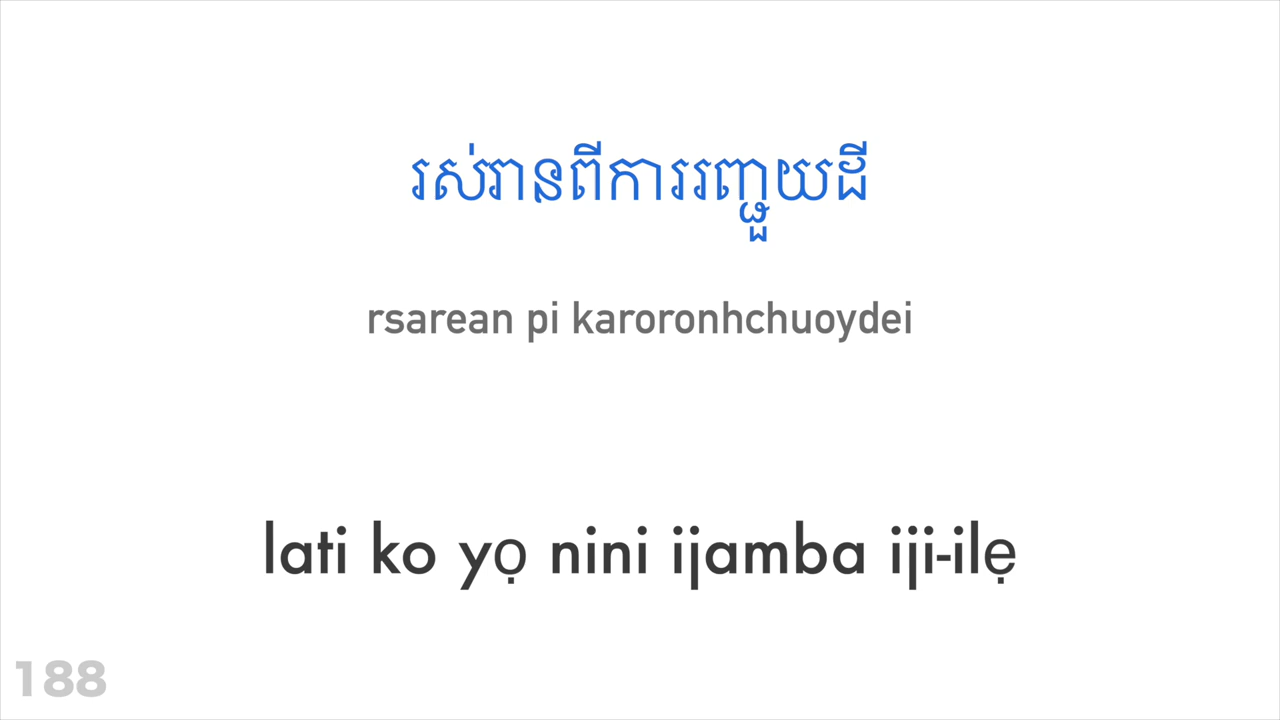 រស់រានពីការរញ្ជួយដី
rsarean pi karoronhchuoydei
lati ko yọ nini ijamba iji-ilẹ
188